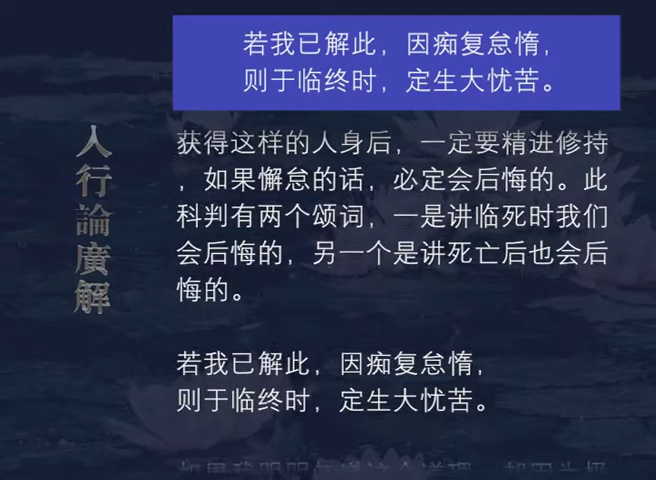 若我已解此，因痴复怠惰，
则于临终时，定生大忧苦。
入行論廣解
获得这样的人身后，一定要精进修持
，如果懈怠的话，必定会后悔的。此
科判有两个颂词，一是讲临死时我们
会后悔的，另一个是讲死亡后也会后
悔的。
若我已解此，因痴复怠惰，
则于临终时，定生大忧苦。